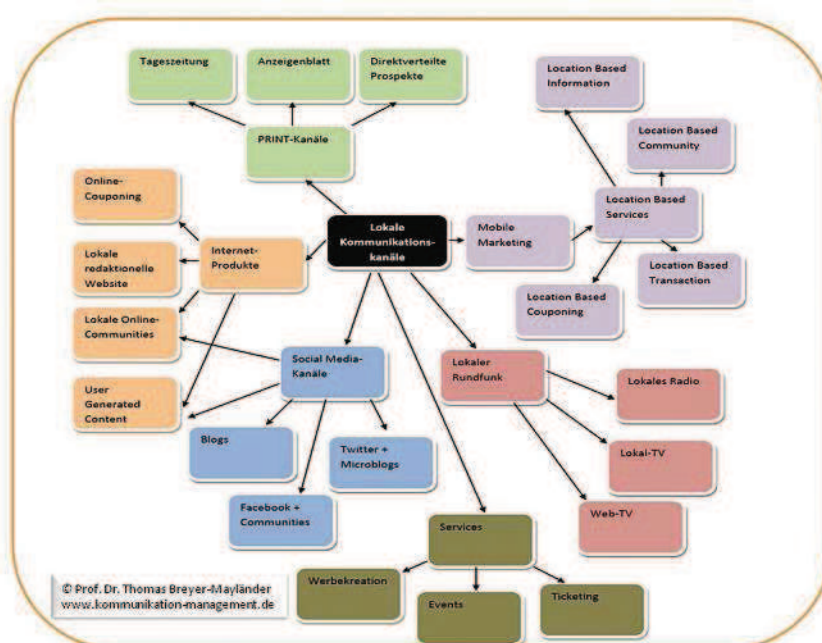 Tageszeitung
Anzeigenblatt
Direktverteilte
Prospekte
PRINT-Kanäle
Location Based
Information
Location Based
Community
Location Based
Services
Location Based
Transaction
Location Based
Couponing
Mobile
Marketing
Lokale
Kommunikations-
kanäle
Online-
Couponing
Internet-
Produkte
Lokale
redaktionelle
Website
Lokale Online-
Communities
User
Generated
Content
Social Media-
Kanäle
Blogs
Twitter +
Microblogs
Facebook +
Communities
Lokaler
Rundfunk
Lokales Radio
Lokal-TV
Web-TV
Services
Werbekreation
Events
Ticketing
© Prof. Dr. Thomas Breyer-Mayländer
www.kommunikation-management.de